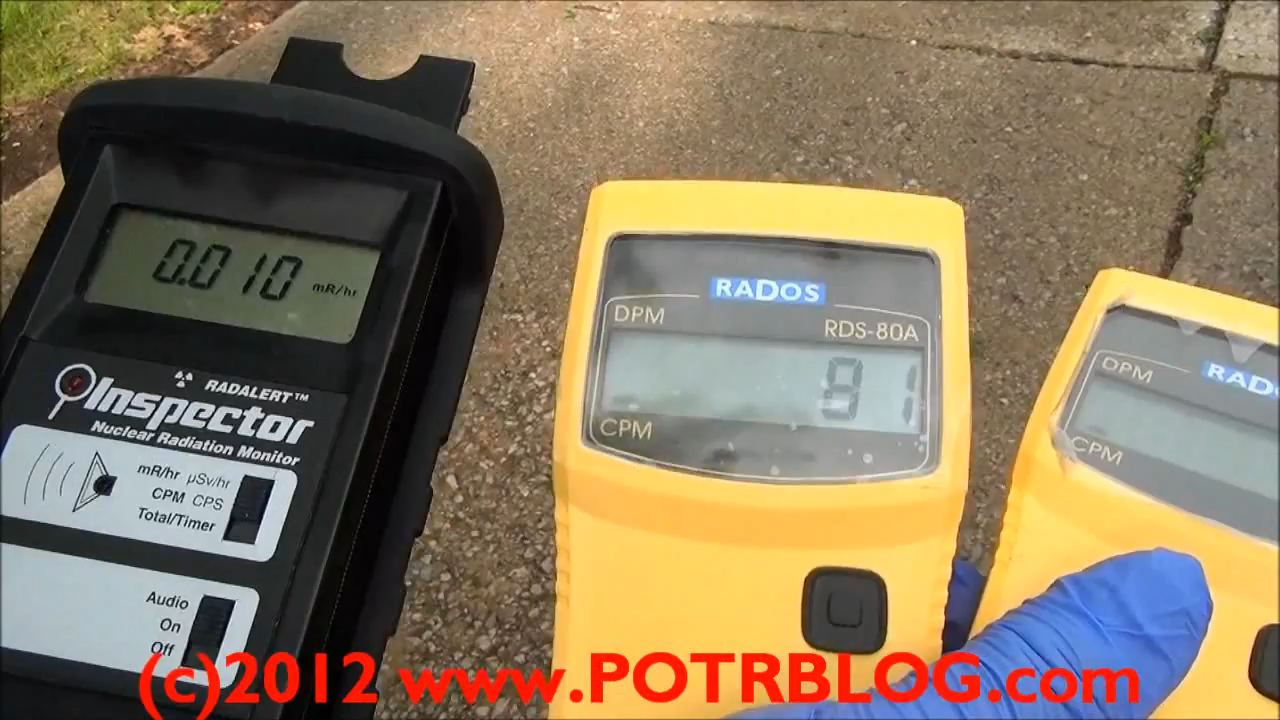 0.010 mR/hr
RADALERT™
Inspector
Nuclear Radiation Monitor
mR/hr µSv/hr
CPM CPS
Total/Timer
Audio
On
Off
RADOS
DPM
RDS-80A
81
CPM
DPM
CPM
(c)2012 www.POTRBLOG.com